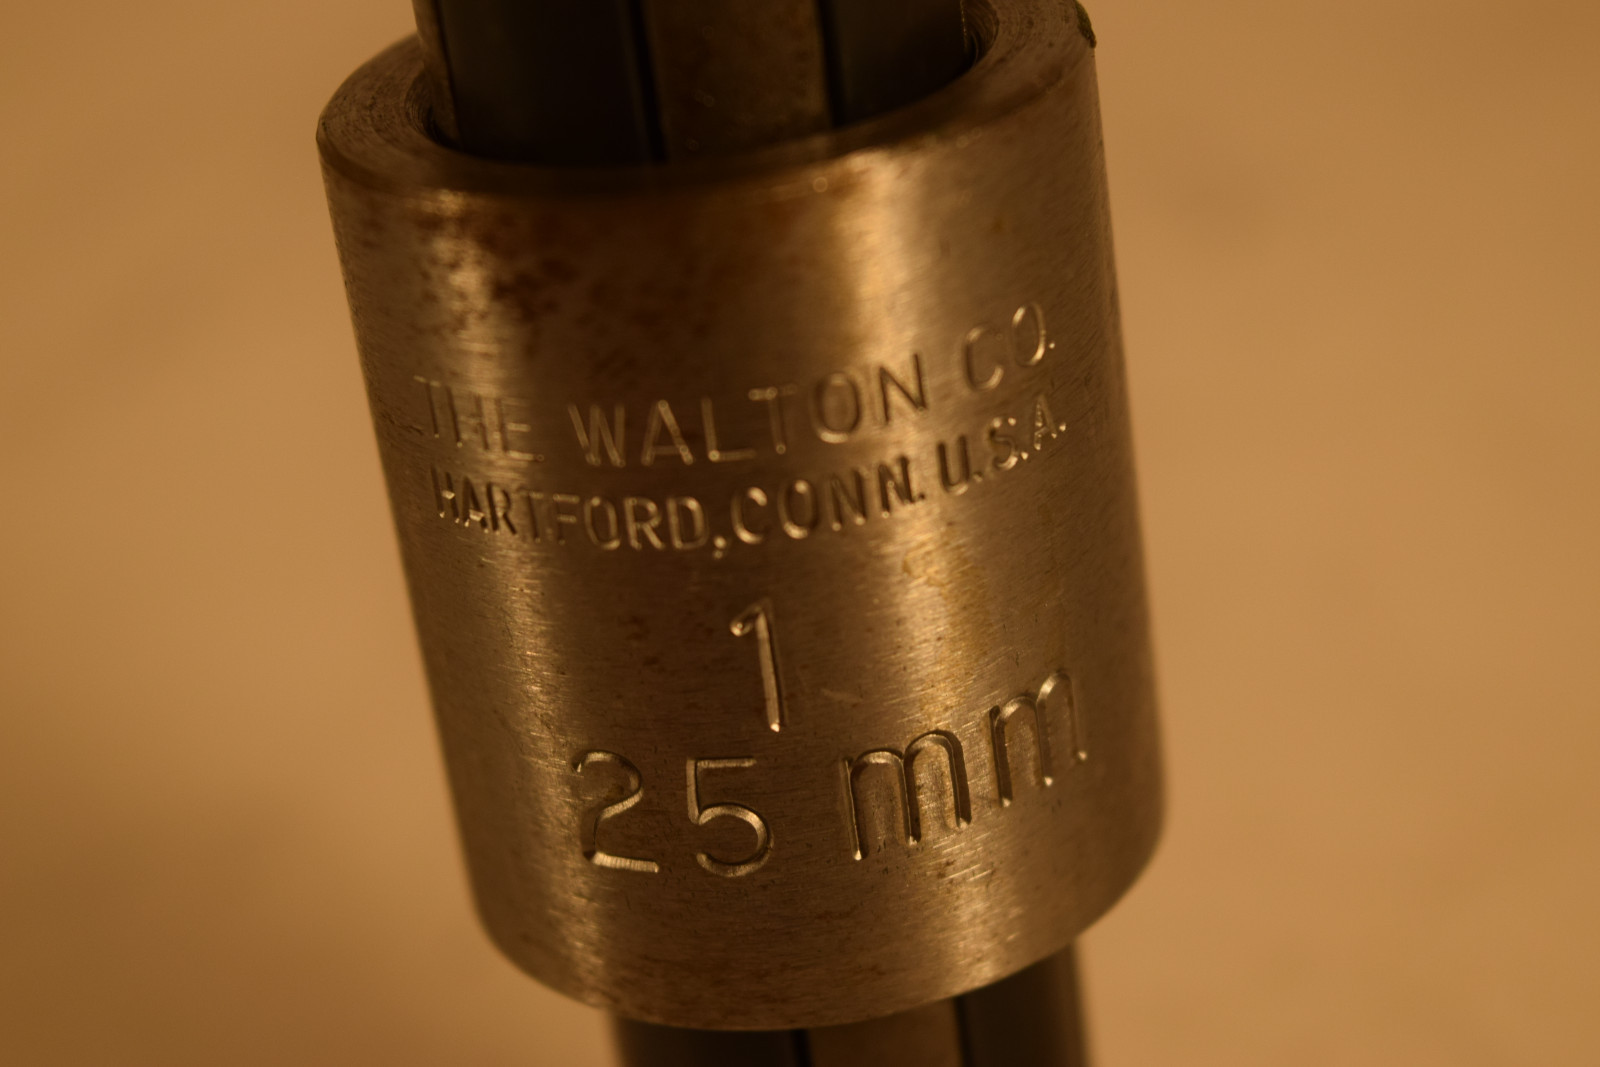 THE WALTON CO.
HARTFORD, CONN. U.S.A.
1
25 mm